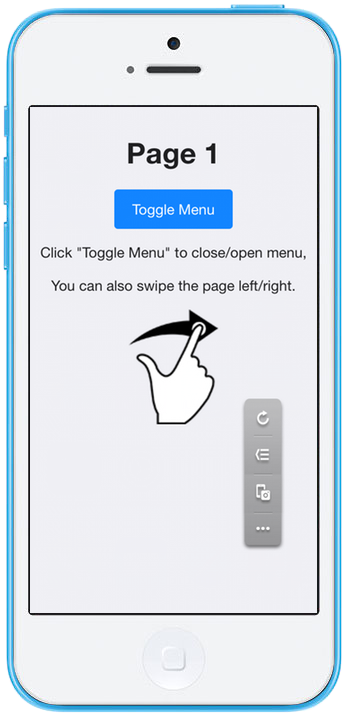 Page 1
Toggle Menu
Click "Toggle Menu" to close/open menu,
You can also swipe the page left/right.